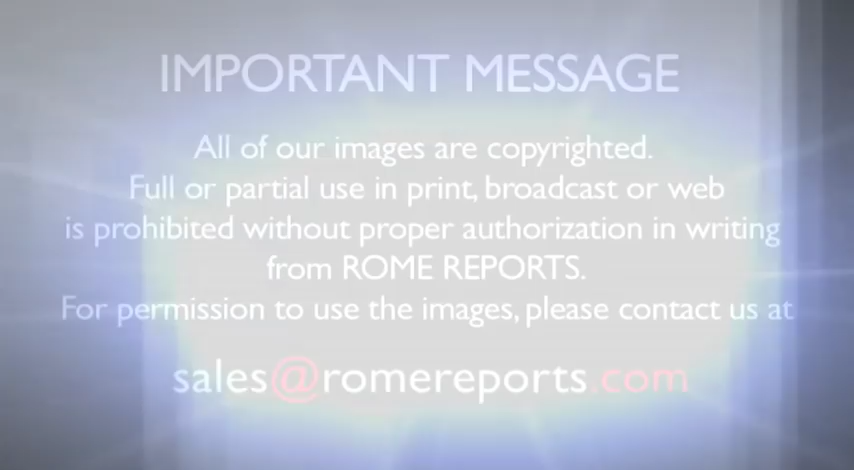 IMPORTANT MESSAGE
All of our images are copyrighted.
Full or partial use in print, broadcast or web
is prohibited without proper authorization in writing
from ROME REPORTS.
For permission to use the images, please contact us at
sales@romereports.com